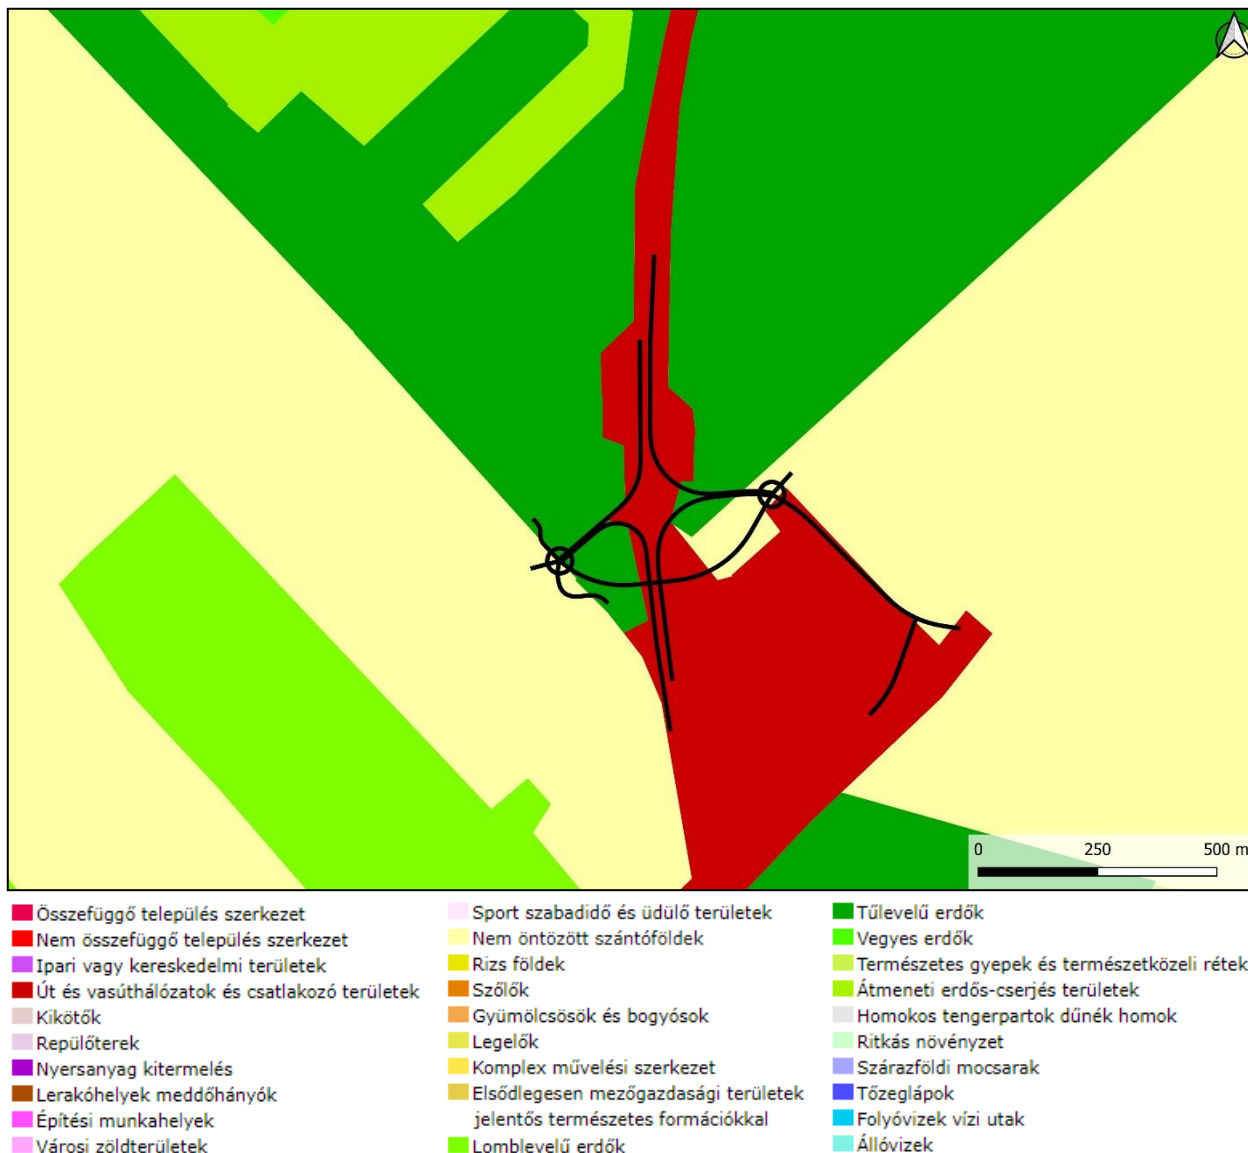 0 250 500 m
Összefüggő település szerkezet
Nem összefüggő település szerkezet
Ipari vagy kereskedelmi területek
Út és vasúthálózatok és csatlakozó területek
Kikötők
Repülőterek
Nyersanyag kitermelés
Lerakóhelyek meddőhányók
Építési munkahelyek
Városi zöldterületek
Sport szabadidő és üdülő területek
Nem öntözött szántóföldek
Rizs földek
Szőlők
Gyümölcsösök és bogyósok
Legelők
Komplex művelési szerkezet
Elsődlegesen mezőgazdasági területek
jelentős természetes formációkkal
Lomblevelű erdők
Tűlevelű erdők
Vegyes erdők
Természetes gyepek és természetközeli rétek
Átmeneti erdős-cserjés területek
Homokos tengerpartok dűnék homok
Ritkás növényzet
Szárazföldi mocsarak
Tőzeglápok
Folyóvizek vízi utak
Állóvizek